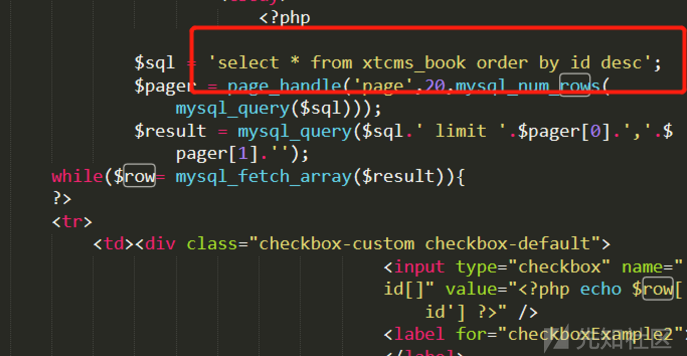 <?php
$sql = 'select * from xtcms_book order by id desc';
$pager = page_handle('page',20,mysql_num_rows(
mysql_query($sql)));
$result = mysql_query($sql.' limit '.$pager[0].','.$
pager[1].'');
while($row= mysql_fetch_array($result)){
?>
<tr>
<td><div class="checkbox-custom checkbox-default">
<input type="checkbox" name="
id[]" value="<?php echo $row[
id'] ?>" />
<label for="checkboxExample2">
先知社区